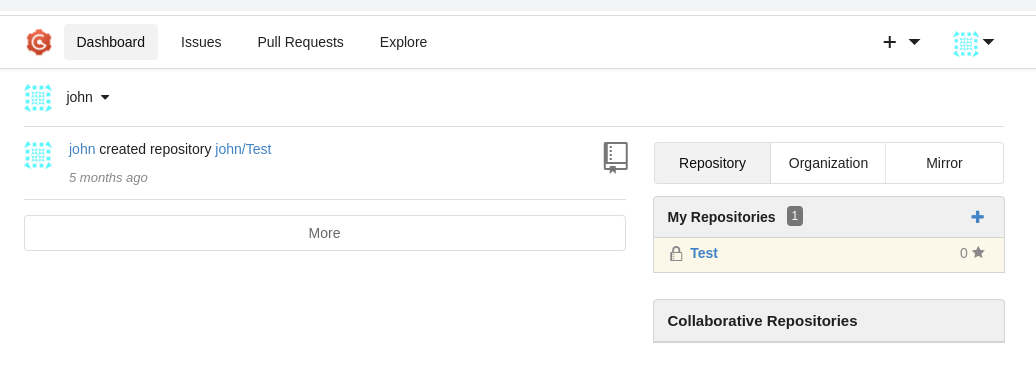 Dashboard Issues Pull Requests Explore
john
john created repository john/Test
5 months ago
More
Repository Organization Mirror
My Repositories 1
Test 0
Collaborative Repositories